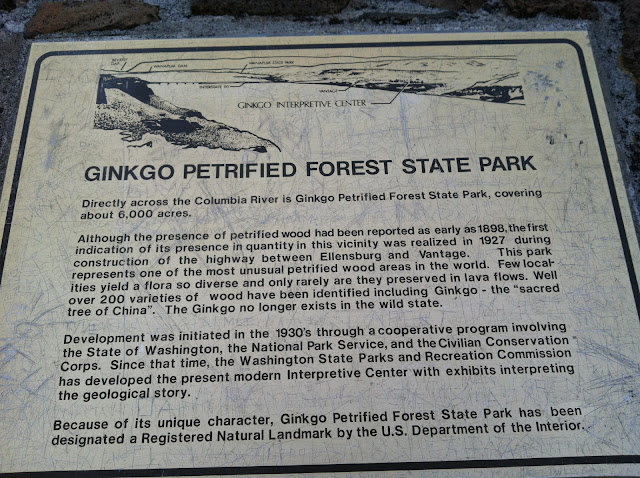 WANAPUM DAM
WANAPUM STATE PARK
INTERSTATE 90
VANTAGE
GINKGO INTERPRETIVE CENTER
GINKGO PETRIFIED FOREST STATE PARK
Directly across the Columbia River is Ginkgo Petrified Forest State Park, covering
about 6,000 acres.
Although the presence of petrified wood had been reported as early as 1898, the first
indication of its presence in quantity in this vicinity was realized in 1927 during
construction of the highway between Ellensburg and Vantage. This park
represents one of the most unusual petrified wood areas in the world. Few local-
ities yield a flora so diverse and only rarely are they preserved in lava flows. Well
over 200 varieties of wood have been identified including Ginkgo - the "sacred
tree of China". The Ginkgo no longer exists in the wild state.
Development was initiated in the 1930's through a cooperative program involving
the State of Washington, the National Park Service, and the Civilian Conservation
Corps. Since that time, the Washington State Parks and Recreation Commission
has developed the present modern Interpretive Center with exhibits interpreting
the geological story.
Because of its unique character, Ginkgo Petrified Forest State Park has been
designated a Registered Natural Landmark by the U.S. Department of the Interior.